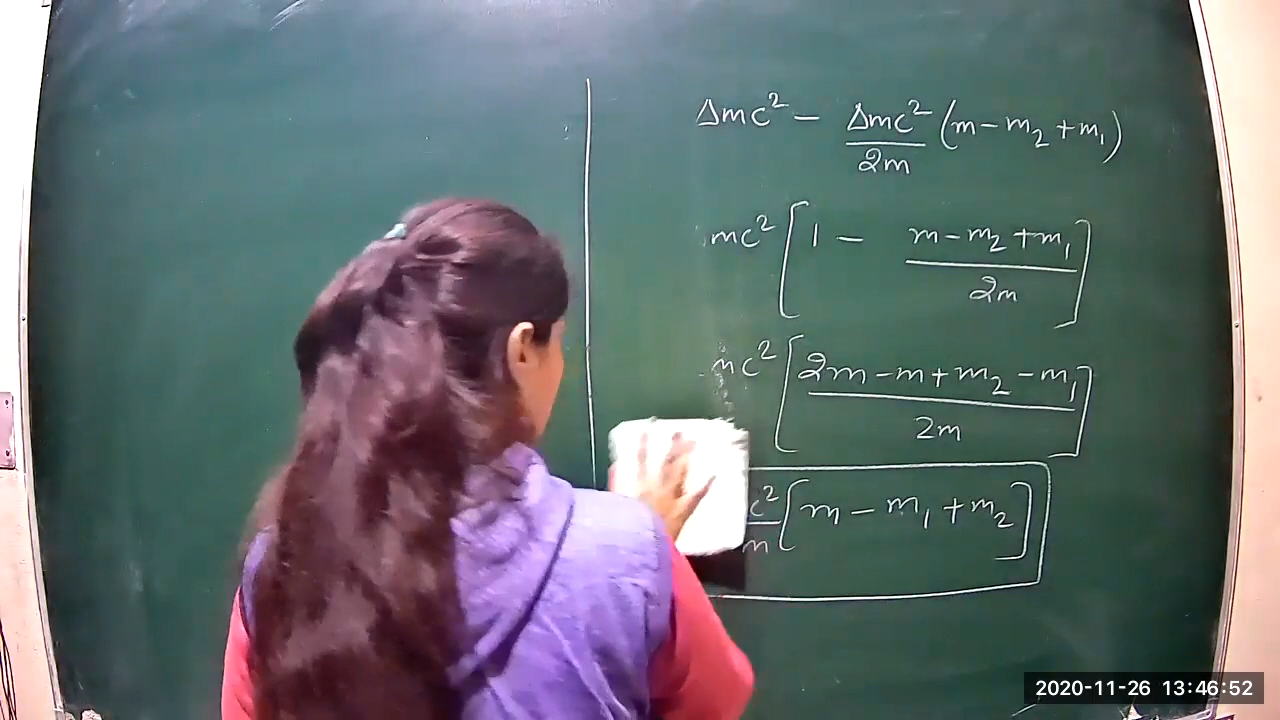 Δmc² − Δmc²/2m (m − m₂ + m₁)
mc² [1 − (m − m₂ + m₁)/2m]
mc² [(2m − m + m₂ − m₁)/2m]
c²/m [m − m₁ + m₂]
2020-11-26 13:46:52